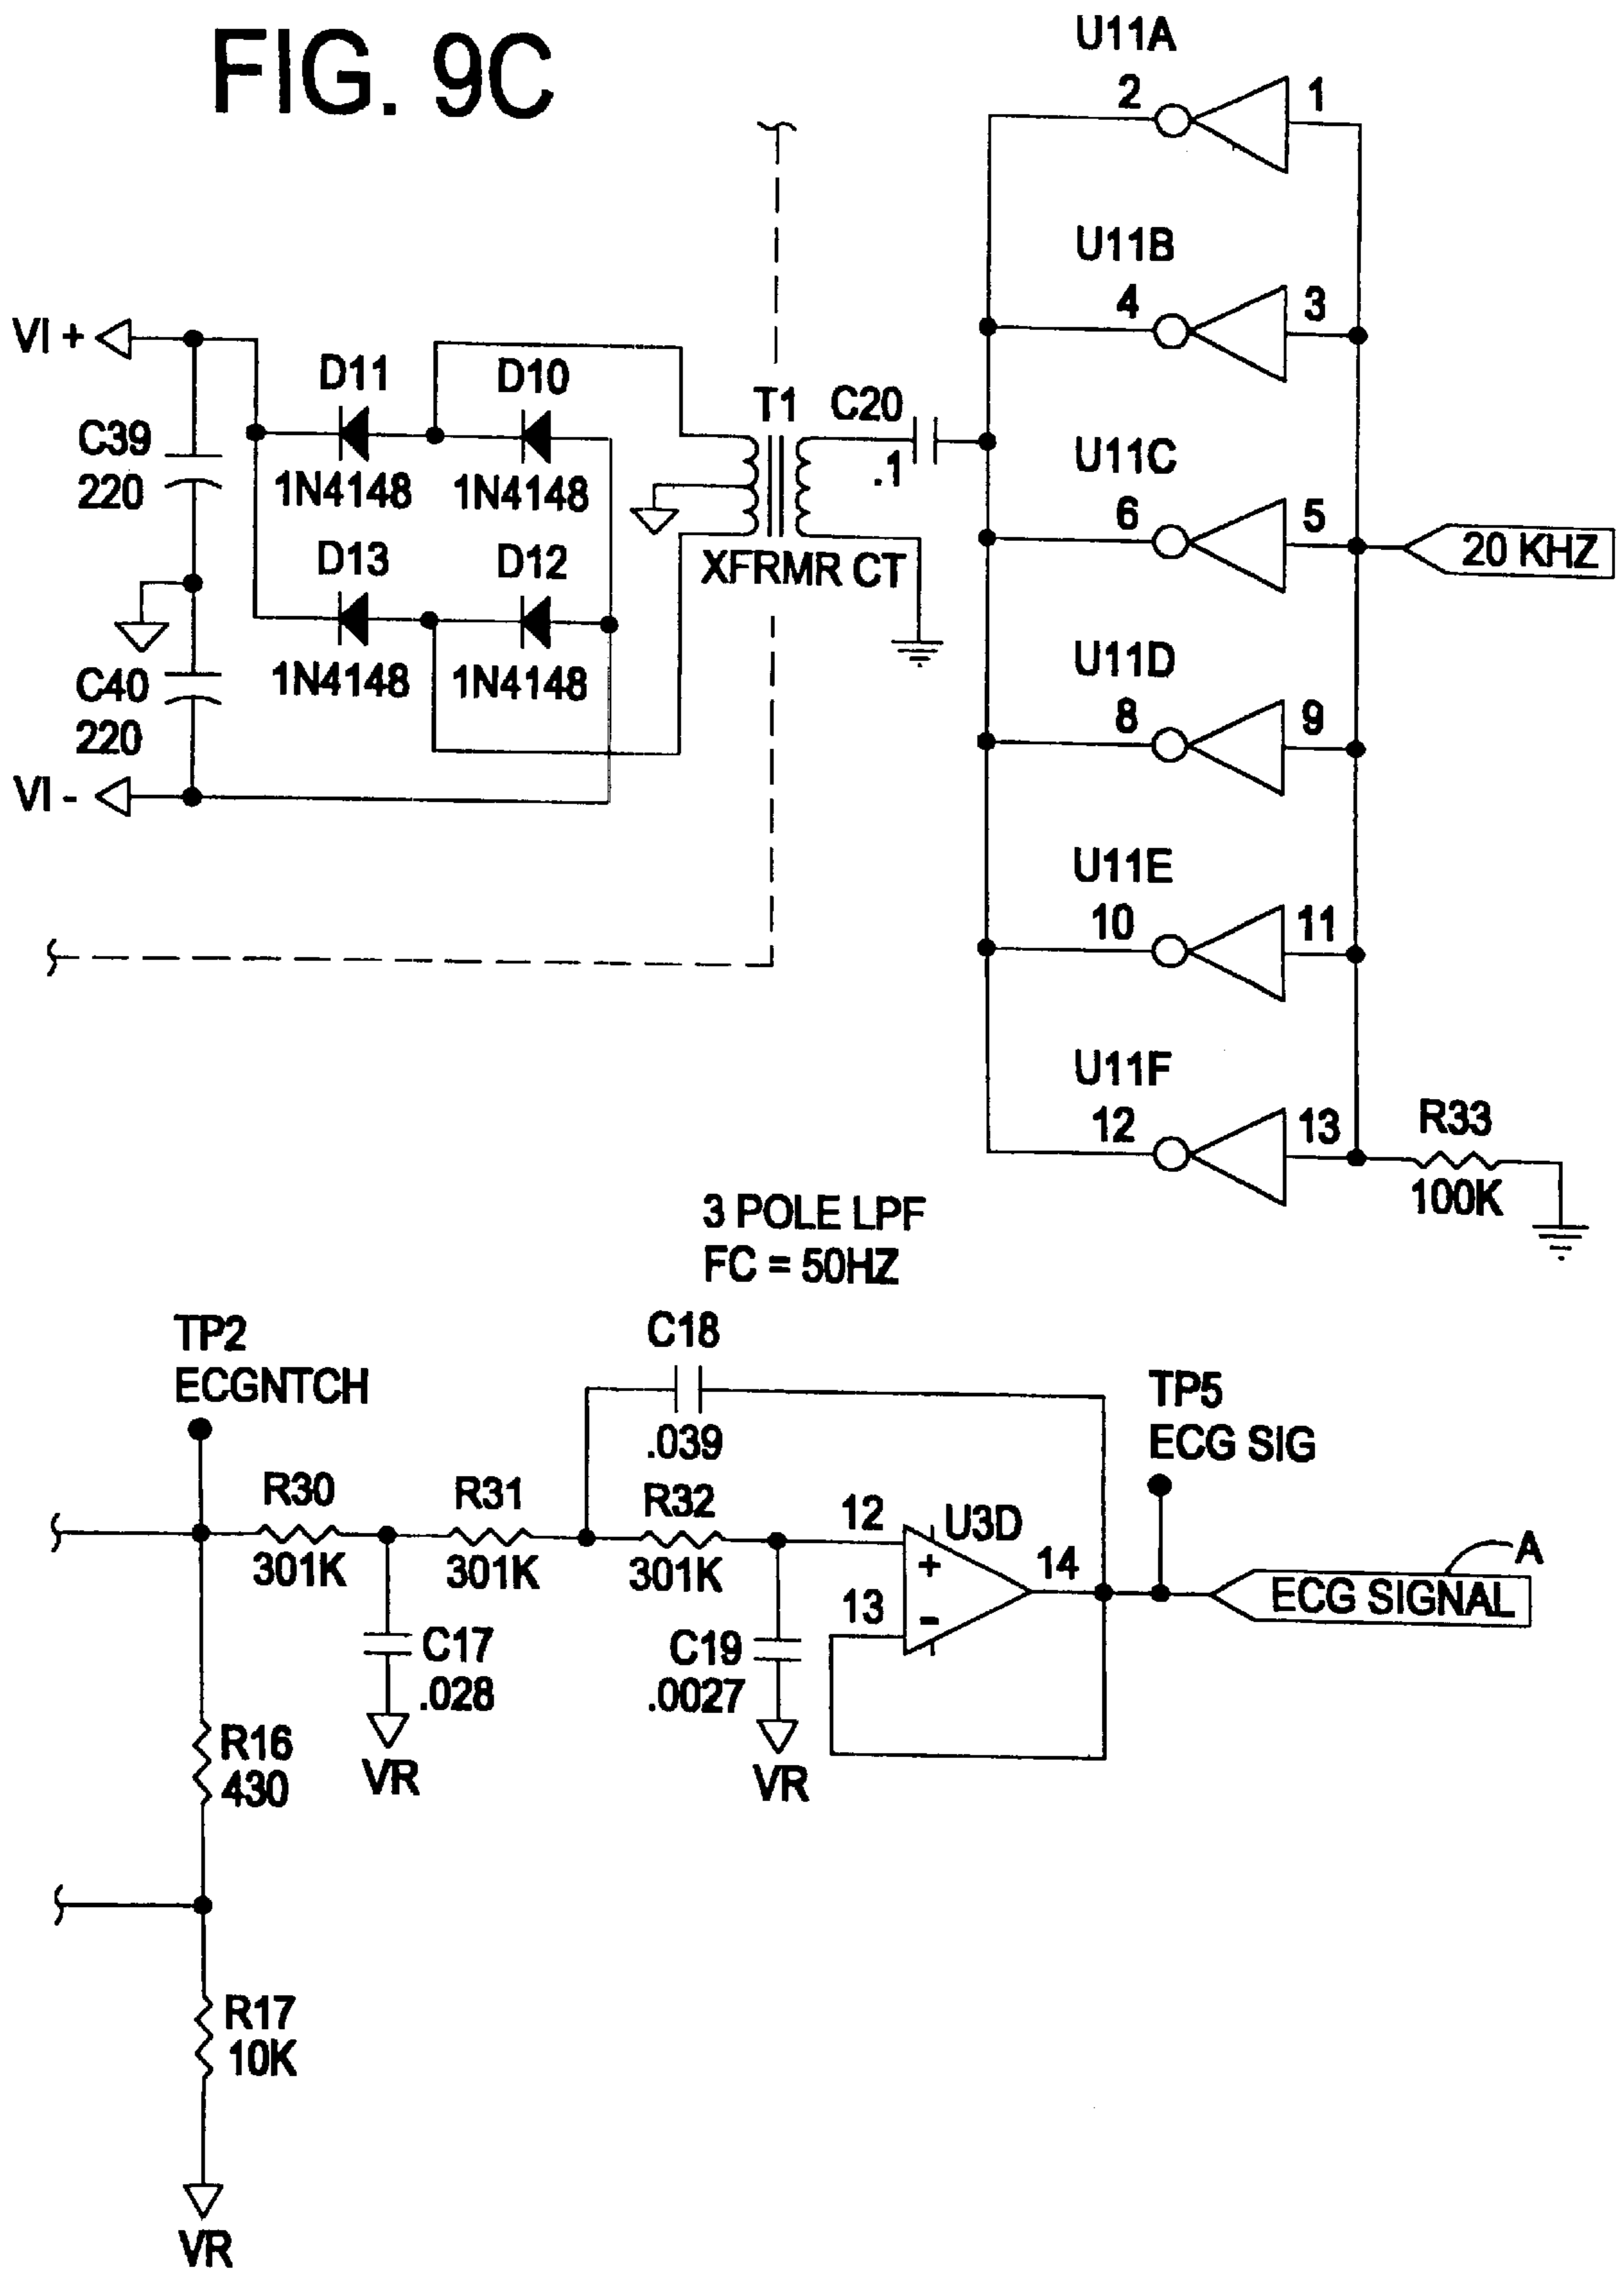 FIG. 9C
U11A
2
1
U11B
4
3
VI +
D11
D10
T1
C20
C39
220
1N4148
1N4148
.1
U11C
6
5
20 KHZ
D13
D12
XFRMR CT
C40
220
1N4148
1N4148
U11D
8
9
VI -
U11E
10
11
U11F
12
13
R33
100K
3 POLE LPF
FC = 50HZ
TP2
ECGNTCH
C18
.039
TP5
ECG SIG
R30
301K
R31
301K
R32
301K
12
13
+
-
U3D
14
ECG SIGNAL
A
C17
.028
VR
C19
.0027
VR
R16
430
R17
10K
VR